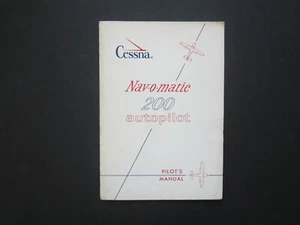 Cessna
Nav-o-matic
200
autopilot
PILOT'S
MANUAL